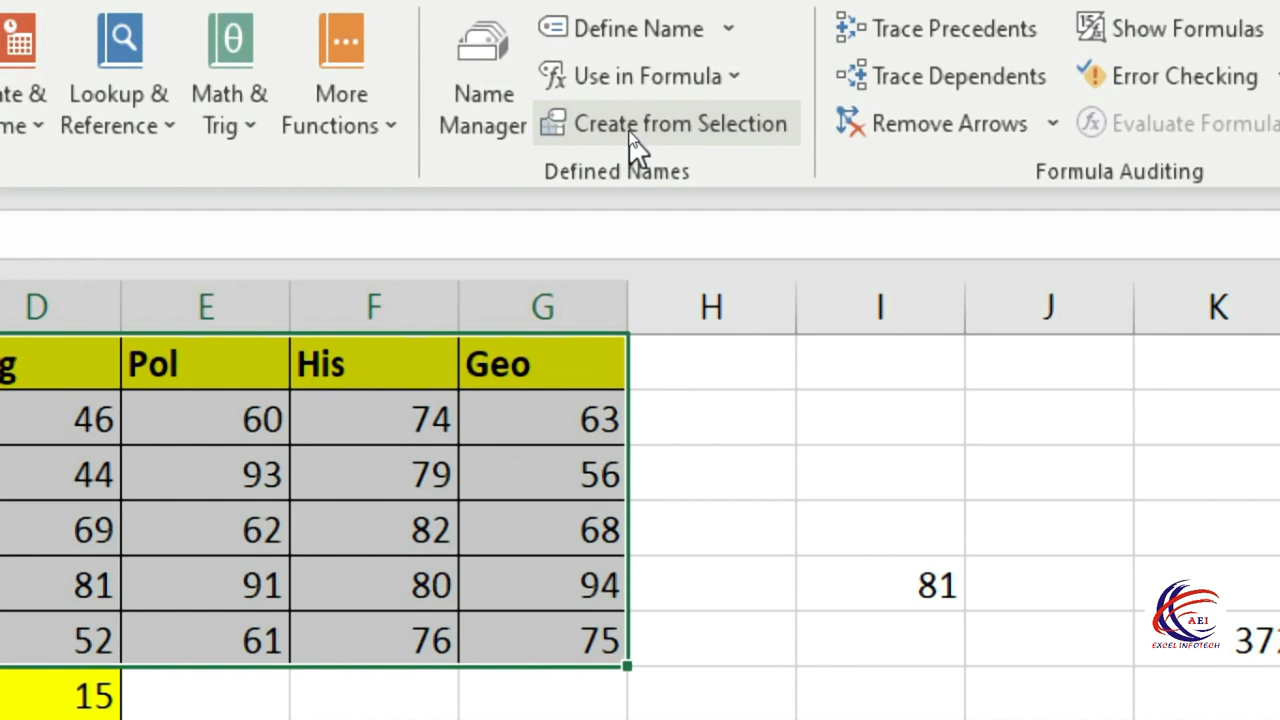 ate & Lookup & Math & More Name Define Name Trace Precedents Show Formulas
me Reference Trig Functions Manager Use in Formula Trace Dependents Error Checking
Create from Selection Remove Arrows Evaluate Formula
Defined Names Formula Auditing
D E F G H I J K
g Pol His Geo
46 60 74 63
44 93 79 56
69 62 82 68
81 91 80 94 81
52 61 76 75 372
15
AEI
EXCEL INFOTECH